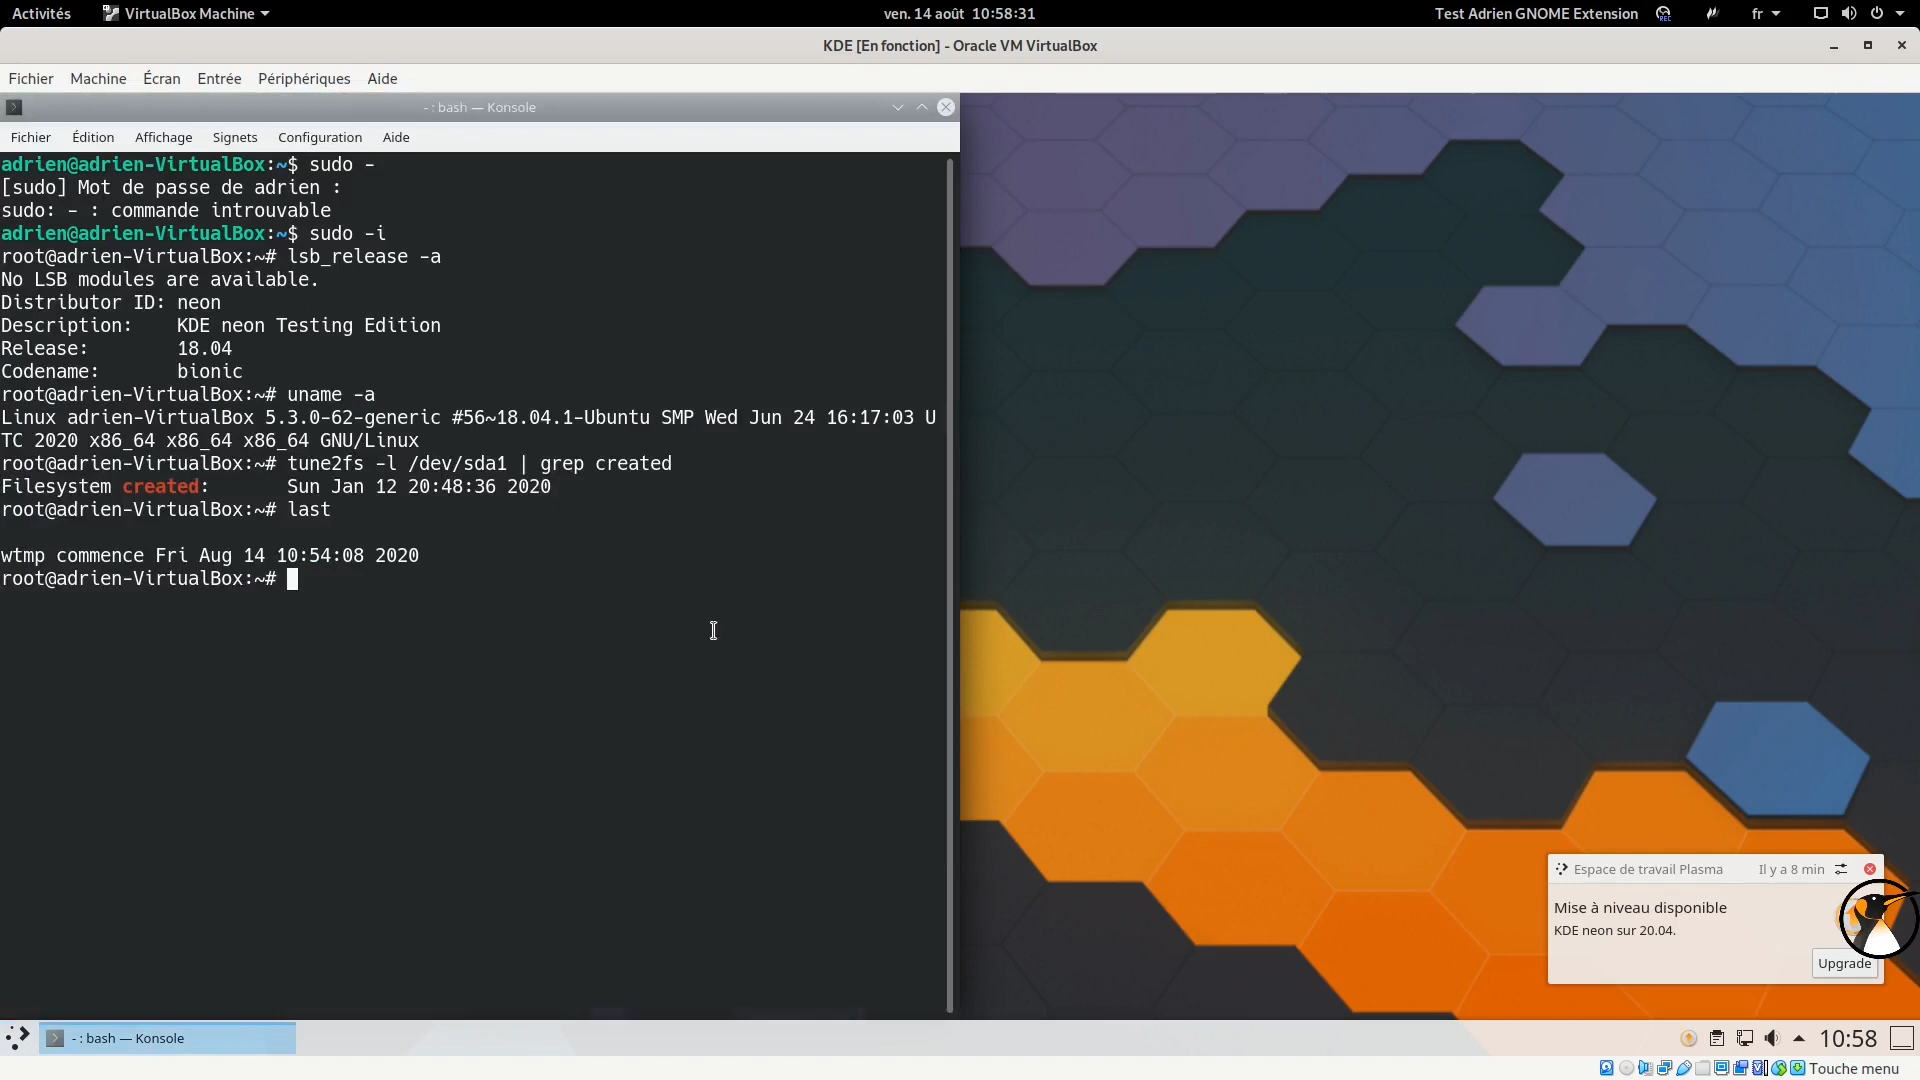 Activités VirtualBox Machine ven. 14 août 10:58:31 Test Adrien GNOME Extension REC fr
KDE [En fonction] - Oracle VM VirtualBox
Fichier Machine Écran Entrée Périphériques Aide
- : bash — Konsole
Fichier Édition Affichage Signets Configuration Aide
adrien@adrien-VirtualBox:~$ sudo -
[sudo] Mot de passe de adrien :
sudo: - : commande introuvable
adrien@adrien-VirtualBox:~$ sudo -i
root@adrien-VirtualBox:~# lsb_release -a
No LSB modules are available.
Distributor ID: neon
Description:    KDE neon Testing Edition
Release:        18.04
Codename:       bionic
root@adrien-VirtualBox:~# uname -a
Linux adrien-VirtualBox 5.3.0-62-generic #56~18.04.1-Ubuntu SMP Wed Jun 24 16:17:03 U
TC 2020 x86_64 x86_64 x86_64 GNU/Linux
root@adrien-VirtualBox:~# tune2fs -l /dev/sda1 | grep created
Filesystem created:       Sun Jan 12 20:48:36 2020
root@adrien-VirtualBox:~# last

wtmp commence Fri Aug 14 10:54:08 2020
root@adrien-VirtualBox:~#
Espace de travail Plasma Il y a 8 min
Mise à niveau disponible
KDE neon sur 20.04.
Upgrade
- : bash — Konsole 10:58
Touche menu